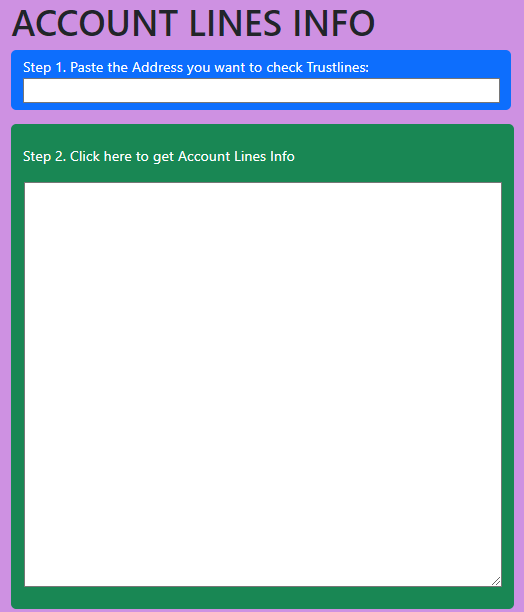 ACCOUNT LINES INFO
Step 1. Paste the Address you want to check Trustlines:
Step 2. Click here to get Account Lines Info